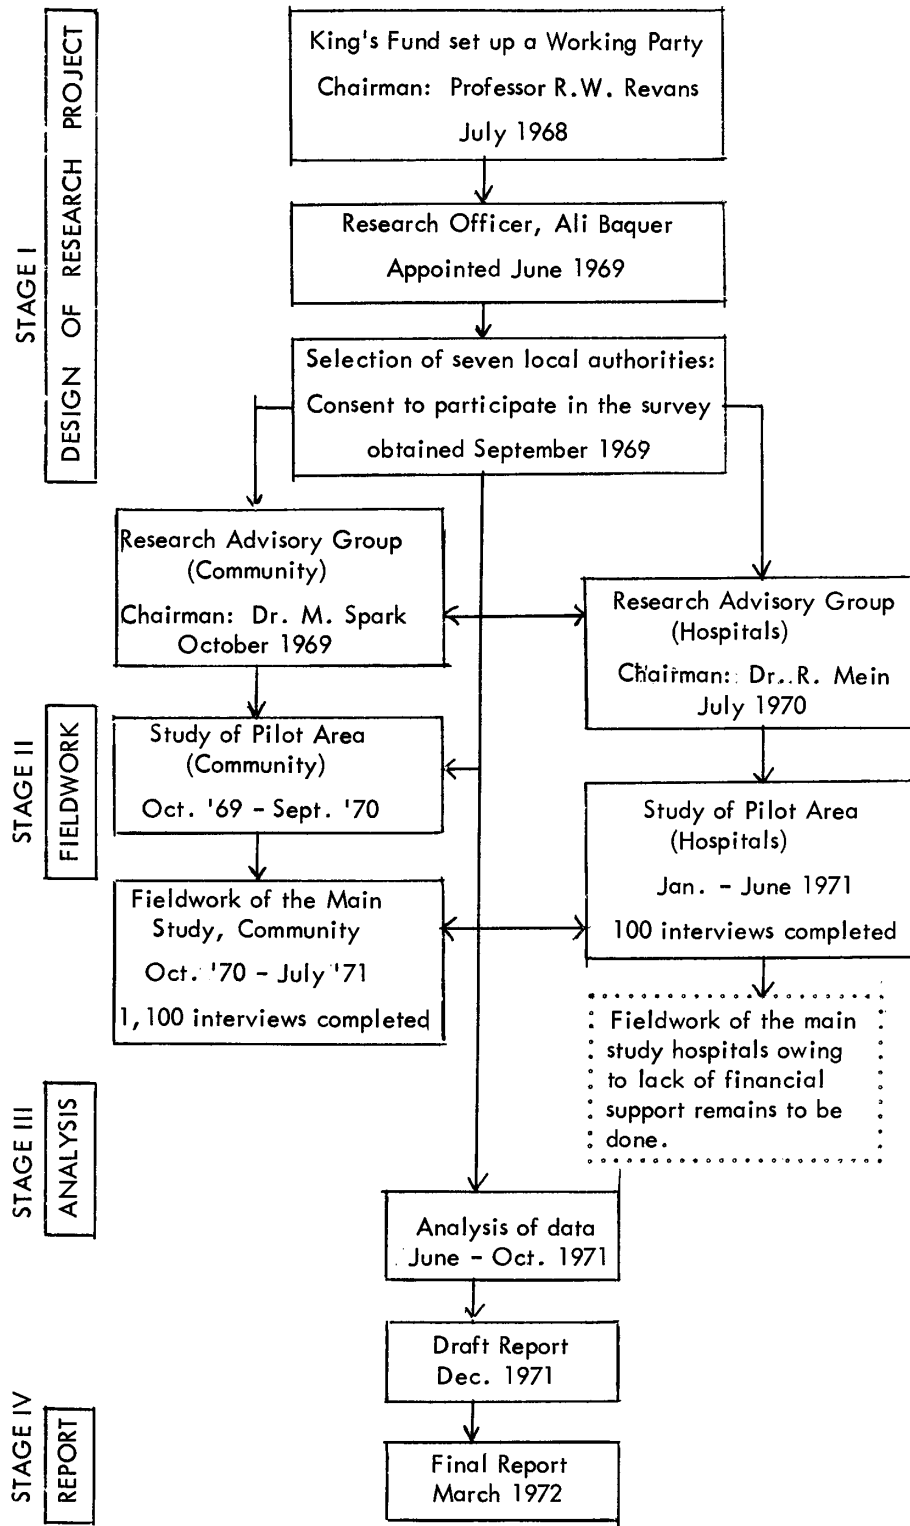 STAGE I
DESIGN OF RESEARCH PROJECT
King's Fund set up a Working Party
Chairman: Professor R.W. Revans
July 1968
Research Officer, Ali Baquer
Appointed June 1969
Selection of seven local authorities:
Consent to participate in the survey
obtained September 1969
Research Advisory Group
(Community)
Chairman: Dr. M. Spark
October 1969
Research Advisory Group
(Hospitals)
Chairman: Dr. R. Mein
July 1970
STAGE II
FIELDWORK
Study of Pilot Area
(Community)
Oct. '69 - Sept. '70
Study of Pilot Area
(Hospitals)
Jan. - June 1971
100 interviews completed
Fieldwork of the Main
Study, Community
Oct. '70 - July '71
1,100 interviews completed
Fieldwork of the main
study hospitals owing
to lack of financial
support remains to be
done.
STAGE III
ANALYSIS
Analysis of data
June - Oct. 1971
STAGE IV
REPORT
Draft Report
Dec. 1971
Final Report
March 1972